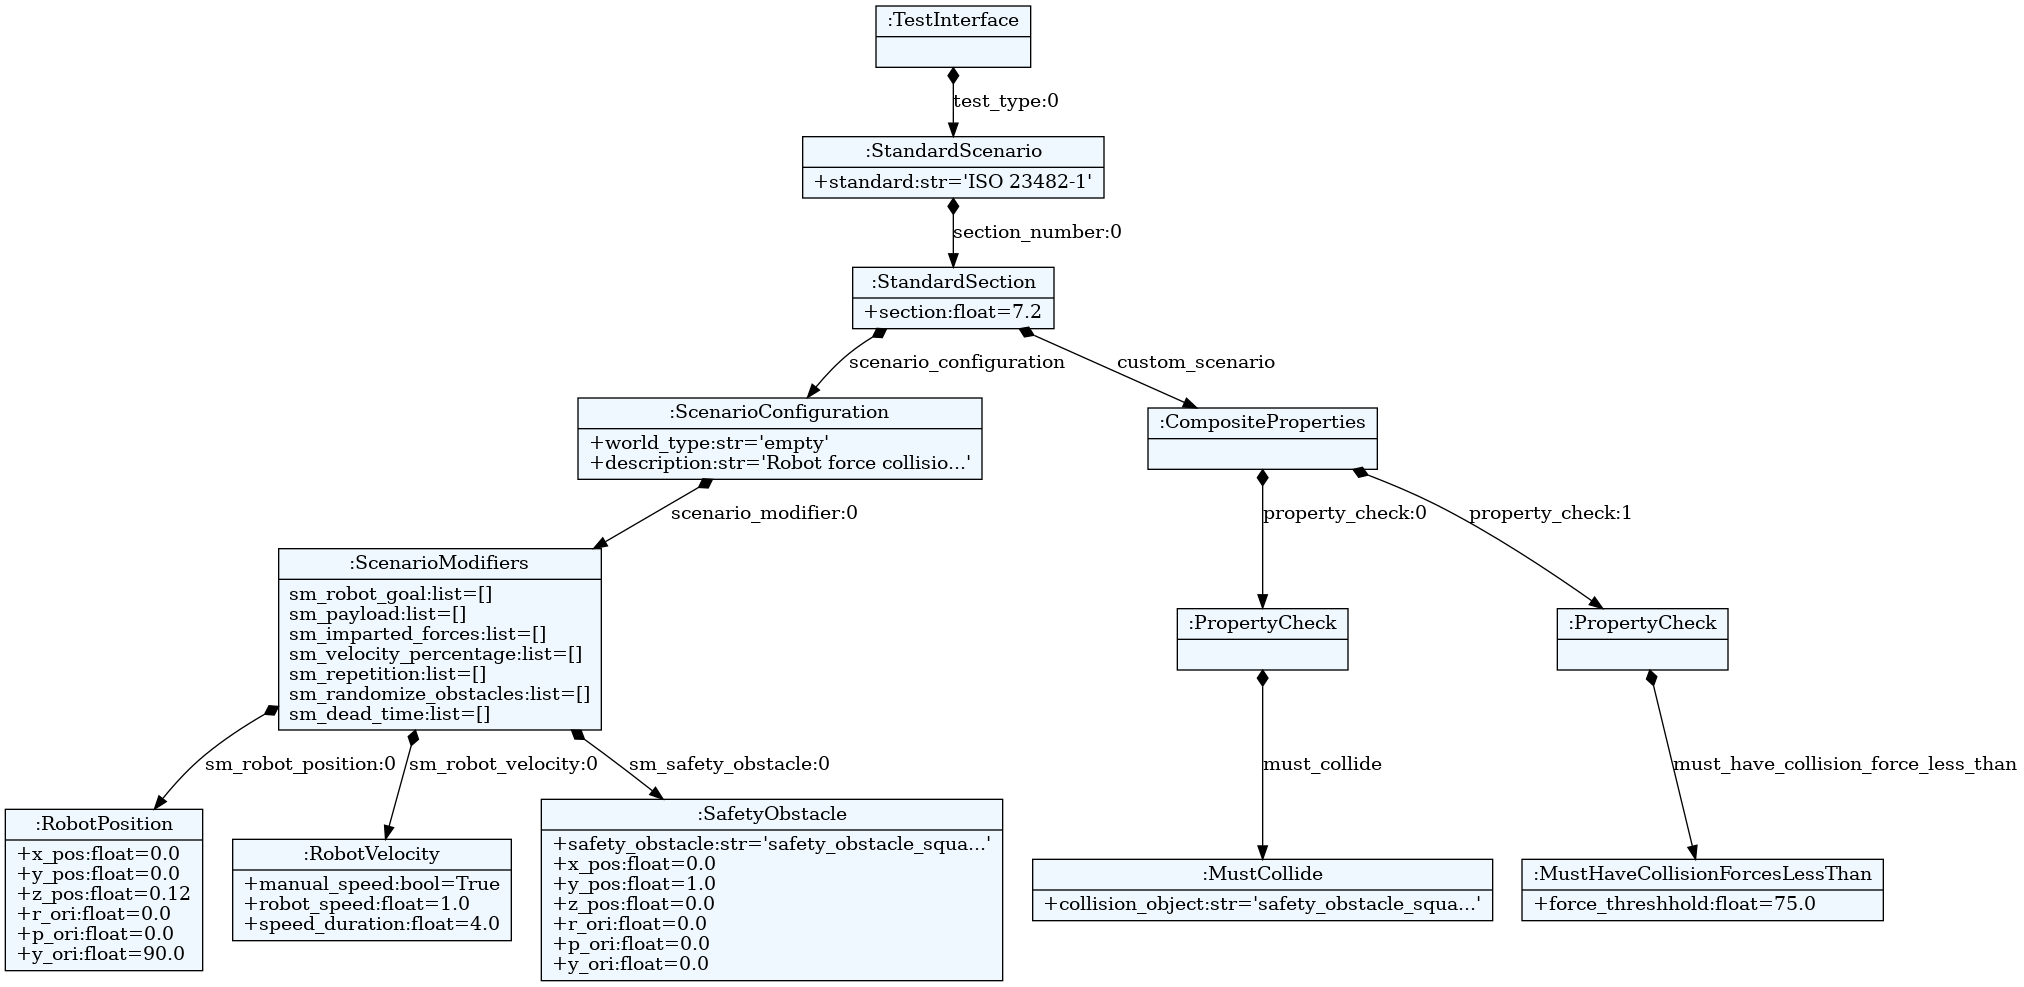 :TestInterface
test_type:0
:StandardScenario
+standard:str='ISO 23482-1'
section_number:0
:StandardSection
+section:float=7.2
scenario_configuration
custom_scenario
:ScenarioConfiguration
+world_type:str='empty'
+description:str='Robot force collisio...'
:CompositeProperties
scenario_modifier:0
property_check:0
property_check:1
:ScenarioModifiers
sm_robot_goal:list=[]
sm_payload:list=[]
sm_imparted_forces:list=[]
sm_velocity_percentage:list=[]
sm_repetition:list=[]
sm_randomize_obstacles:list=[]
sm_dead_time:list=[]
:PropertyCheck
:PropertyCheck
sm_robot_position:0
sm_robot_velocity:0
sm_safety_obstacle:0
must_collide
must_have_collision_force_less_than
:RobotPosition
+x_pos:float=0.0
+y_pos:float=0.0
+z_pos:float=0.12
+r_ori:float=0.0
+p_ori:float=0.0
+y_ori:float=90.0
:RobotVelocity
+manual_speed:bool=True
+robot_speed:float=1.0
+speed_duration:float=4.0
:SafetyObstacle
+safety_obstacle:str='safety_obstacle_squa...'
+x_pos:float=0.0
+y_pos:float=1.0
+z_pos:float=0.0
+r_ori:float=0.0
+p_ori:float=0.0
+y_ori:float=0.0
:MustCollide
+collision_object:str='safety_obstacle_squa...'
:MustHaveCollisionForcesLessThan
+force_threshhold:float=75.0